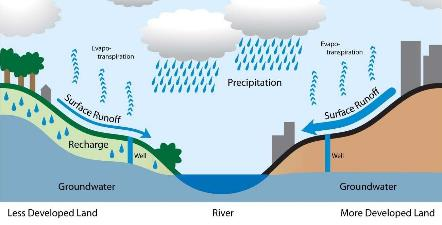 Evapo-
transpiration
Evapo-
transpiration
Precipitation
Surface Runoff
Surface Runoff
Recharge
Well
Well
Groundwater
Groundwater
Less Developed Land
River
More Developed Land